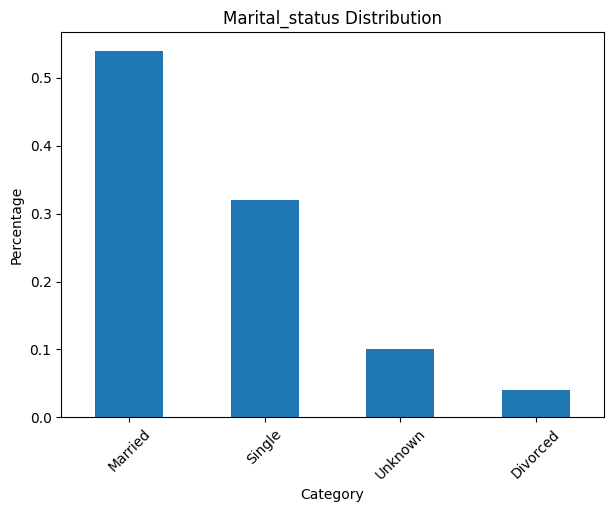 Marital_status Distribution
Percentage
0.5
0.4
0.3
0.2
0.1
0.0
Married
Single
Unknown
Divorced
Category